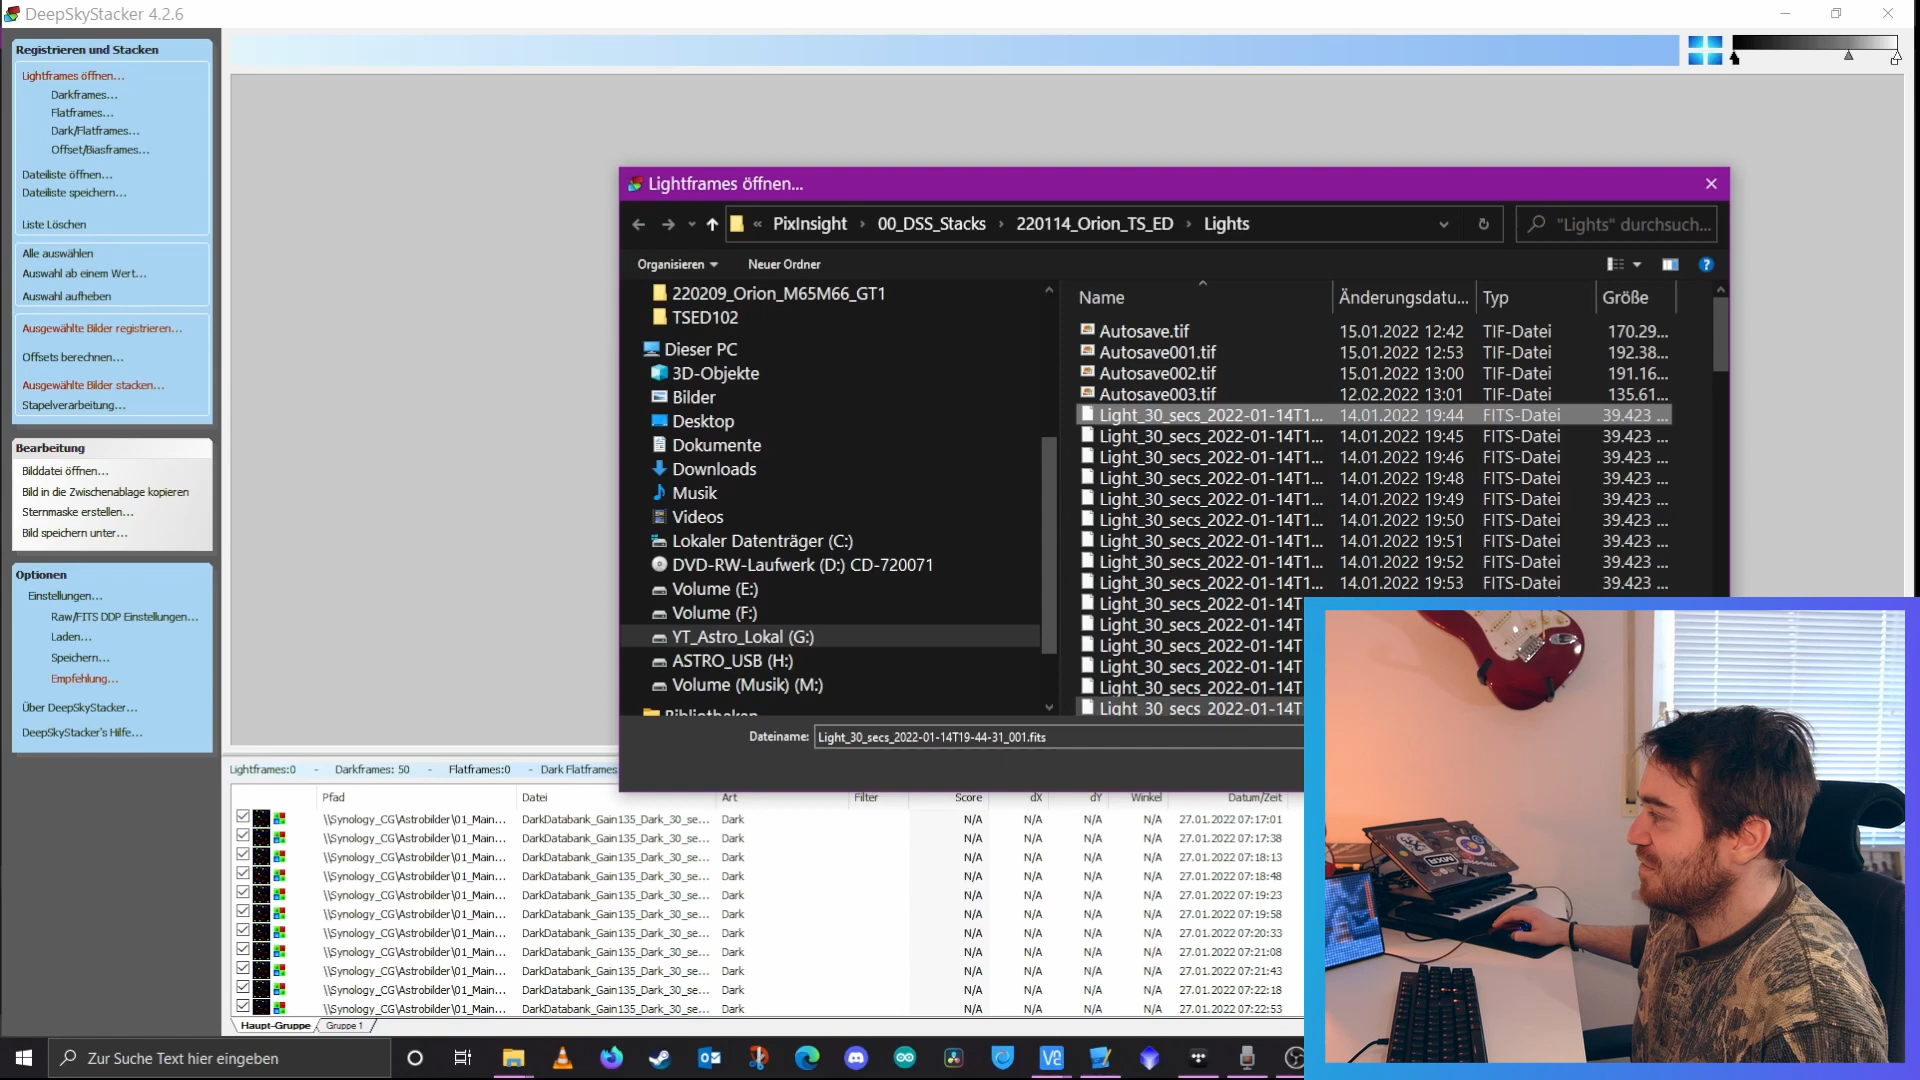 DeepSkyStacker 4.2.6
Registrieren und Stacken
Lightframes öffnen...
Darkframes...
Flatframes...
Dark/Flatframes...
Offset/Biasframes...
Dateiliste öffnen...
Dateiliste speichern...
Liste Löschen
Alle auswählen
Auswahl ab einem Wert...
Auswahl aufheben
Ausgewählte Bilder registrieren...
Offsets berechnen...
Ausgewählte Bilder stacken...
Stapelverarbeitung...
Bearbeitung
Bilddatei öffnen...
Bild in die Zwischenablage kopieren
Sternmaske erstellen...
Bild speichern unter...
Optionen
Einstellungen...
Raw/FITS DDP Einstellungen...
Laden...
Speichern...
Empfehlung...
Über DeepSkyStacker...
DeepSkyStacker's Hilfe...
Lightframes öffnen...
« PixInsight › 00_DSS_Stacks › 220114_Orion_TS_ED › Lights
"Lights" durchsuch...
Organisieren
Neuer Ordner
220209_Orion_M65M66_GT1
TSED102
Dieser PC
3D-Objekte
Bilder
Desktop
Dokumente
Downloads
Musik
Videos
Lokaler Datenträger (C:)
DVD-RW-Laufwerk (D:) CD-720071
Volume (E:)
Volume (F:)
YT_Astro_Lokal (G:)
ASTRO_USB (H:)
Volume (Musik) (M:)
Bibliotheken
Name Änderungsdatu... Typ Größe
Autosave.tif 15.01.2022 12:42 TIF-Datei 170.29...
Autosave001.tif 15.01.2022 12:53 TIF-Datei 192.38...
Autosave002.tif 15.01.2022 13:00 TIF-Datei 191.16...
Autosave003.tif 12.02.2022 13:01 TIF-Datei 135.61...
Light_30_secs_2022-01-14T1... 14.01.2022 19:44 FITS-Datei 39.423 ...
Light_30_secs_2022-01-14T1... 14.01.2022 19:45 FITS-Datei 39.423 ...
Light_30_secs_2022-01-14T1... 14.01.2022 19:46 FITS-Datei 39.423 ...
Light_30_secs_2022-01-14T1... 14.01.2022 19:48 FITS-Datei 39.423 ...
Light_30_secs_2022-01-14T1... 14.01.2022 19:49 FITS-Datei 39.423 ...
Light_30_secs_2022-01-14T1... 14.01.2022 19:50 FITS-Datei 39.423 ...
Light_30_secs_2022-01-14T1... 14.01.2022 19:51 FITS-Datei 39.423 ...
Light_30_secs_2022-01-14T1... 14.01.2022 19:52 FITS-Datei 39.423 ...
Light_30_secs_2022-01-14T1... 14.01.2022 19:53 FITS-Datei 39.423 ...
Light_30_secs_2022-01-14T
Light_30_secs_2022-01-14T
Light_30_secs_2022-01-14T
Light_30_secs_2022-01-14T
Light_30_secs_2022-01-14T
Light_30_secs_2022-01-14T
Dateiname: Light_30_secs_2022-01-14T19-44-31_001.fits
Lightframes:0 - Darkframes: 50 - Flatframes:0 - Dark Flatframes
Pfad Datei Art Filter Score dX dY Winkel Datum/Zeit
\\Synology_CG\Astrobilder\01_Main... DarkDatabank_Gain135_Dark_30_se... Dark N/A N/A N/A N/A 27.01.2022 07:17:01
\\Synology_CG\Astrobilder\01_Main... DarkDatabank_Gain135_Dark_30_se... Dark N/A N/A N/A N/A 27.01.2022 07:17:38
\\Synology_CG\Astrobilder\01_Main... DarkDatabank_Gain135_Dark_30_se... Dark N/A N/A N/A N/A 27.01.2022 07:18:13
\\Synology_CG\Astrobilder\01_Main... DarkDatabank_Gain135_Dark_30_se... Dark N/A N/A N/A N/A 27.01.2022 07:18:48
\\Synology_CG\Astrobilder\01_Main... DarkDatabank_Gain135_Dark_30_se... Dark N/A N/A N/A N/A 27.01.2022 07:19:23
\\Synology_CG\Astrobilder\01_Main... DarkDatabank_Gain135_Dark_30_se... Dark N/A N/A N/A N/A 27.01.2022 07:19:58
\\Synology_CG\Astrobilder\01_Main... DarkDatabank_Gain135_Dark_30_se... Dark N/A N/A N/A N/A 27.01.2022 07:20:33
\\Synology_CG\Astrobilder\01_Main... DarkDatabank_Gain135_Dark_30_se... Dark N/A N/A N/A N/A 27.01.2022 07:21:08
\\Synology_CG\Astrobilder\01_Main... DarkDatabank_Gain135_Dark_30_se... Dark N/A N/A N/A N/A 27.01.2022 07:21:43
\\Synology_CG\Astrobilder\01_Main... DarkDatabank_Gain135_Dark_30_se... Dark N/A N/A N/A N/A 27.01.2022 07:22:18
\\Synology_CG\Astrobilder\01_Main... DarkDatabank_Gain135_Dark_30_se... Dark N/A N/A N/A N/A 27.01.2022 07:22:53
Haupt-Gruppe Gruppe 1
Zur Suche Text hier eingeben